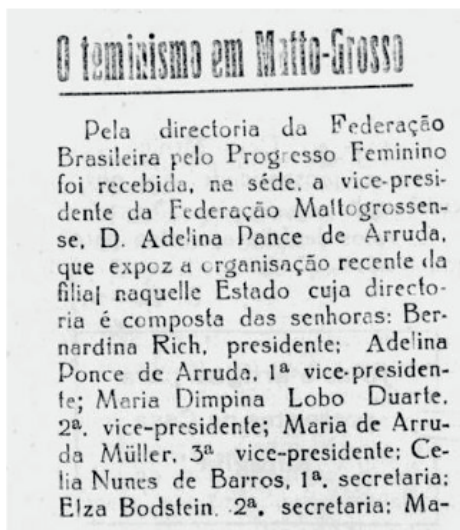 O feminismo em Matto-Grosso
Pela directoria da Federação
Brasileira pelo Progresso Feminino
foi recebida, na séde, a vice-presi-
dente da Federação Mattogrossen-
se, D. Adelina Pance de Arruda,
que expoz a organisação recente da
filial naquelle Estado cuja directo-
ria é composta das senhoras: Ber-
nardina Rich, presidente; Adelina
Ponce de Arruda, 1ª vice-presiden-
te; Maria Dimpina Lobo Duarte,
2ª. vice-presidente; Maria de Arru-
da Müller, 3ª vice-presidente; Ce-
lia Nunes de Barros, 1ª. secretaria;
Elza Bodstein, 2ª. secretaria; Ma-